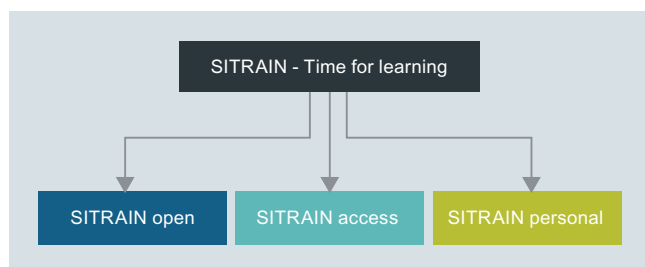 SITRAIN - Time for learning
SITRAIN open
SITRAIN access
SITRAIN personal